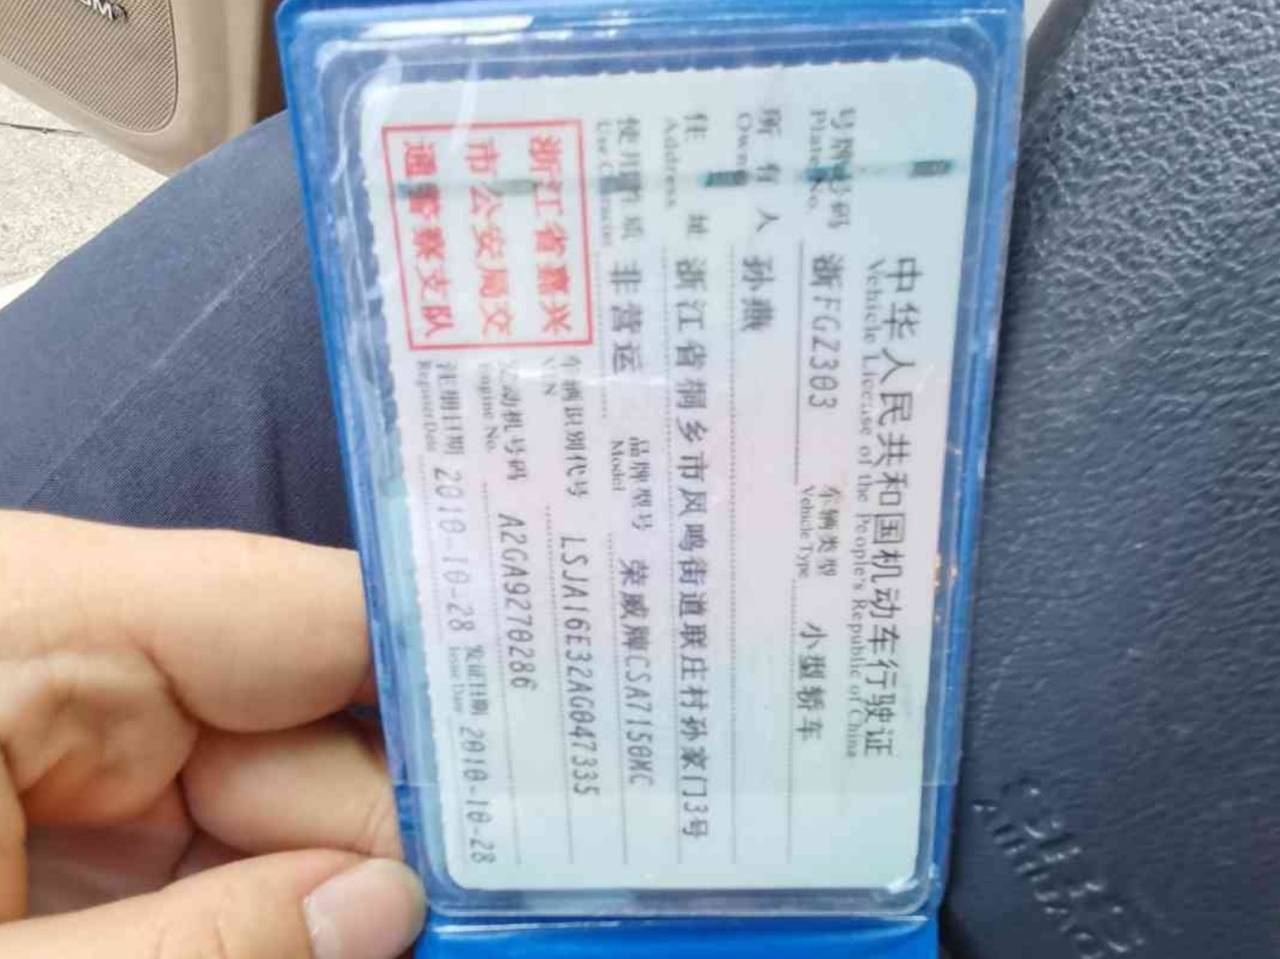 中华人民共和国机动车行驶证
Vehicle License of the People's Republic of China
号牌号码 浙FGZ303 车辆类型 小型轿车
Plate No. Vehicle Type
所有人 孙燕
Owner
住址 浙江省桐乡市凤鸣街道联庄村孙家门3号
Address
使用性质 非营运 品牌型号 荣威牌CSA7150MC
Use Character Model
浙江省嘉兴
市公安局交
通警察支队
车辆识别代号 LSJA16E32AG047335
VIN
发动机号码 A2GA9270286
Engine No.
注册日期 2010-10-28 发证日期 2010-10-28
Register Date Issue Date